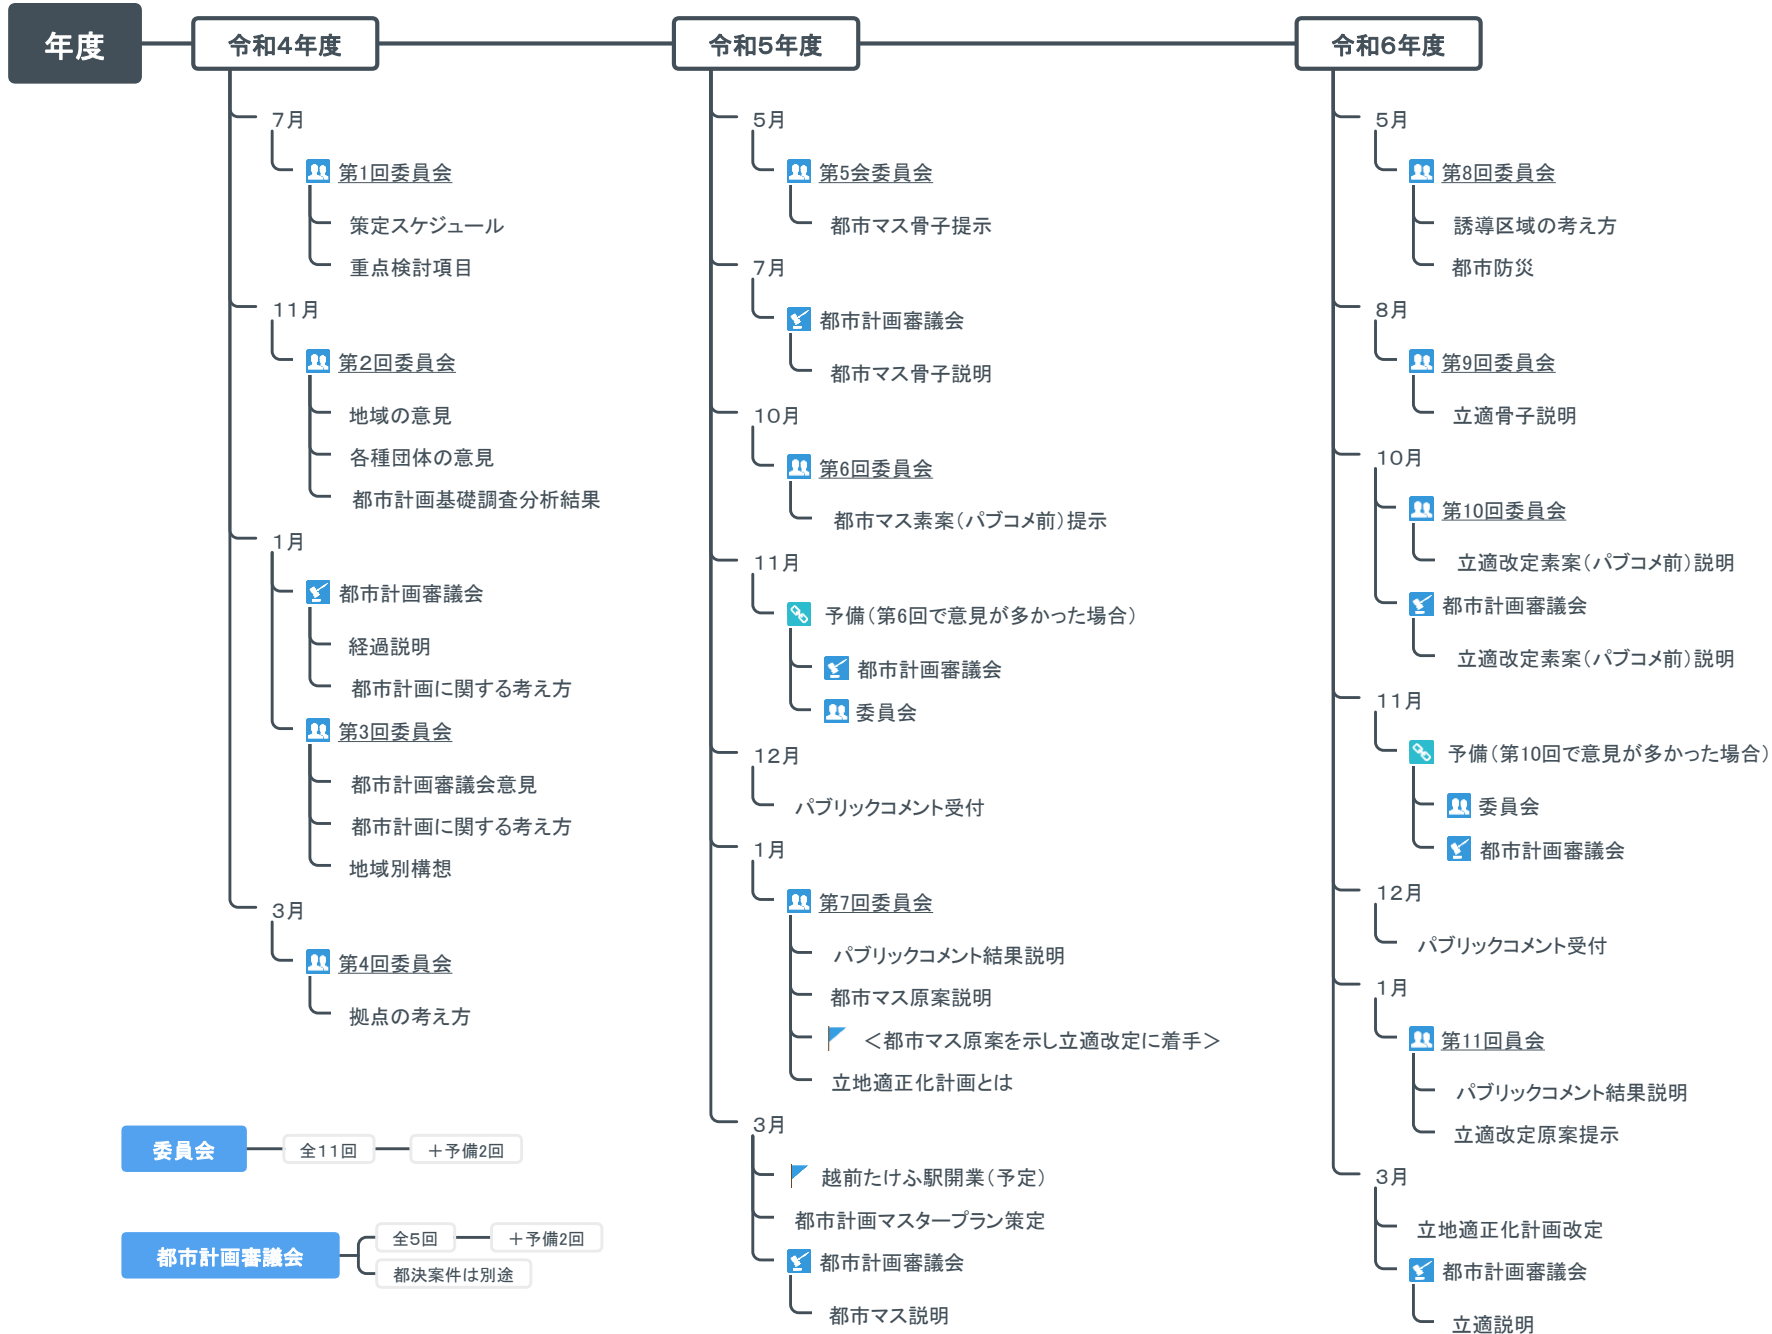 年度
令和4年度
7月
第1回委員会
策定スケジュール
重点検討項目
11月
第2回委員会
地域の意見
各種団体の意見
都市計画基礎調査分析結果
1月
都市計画審議会
経過説明
都市計画に関する考え方
第3回委員会
都市計画審議会意見
都市計画に関する考え方
地域別構想
3月
第4回委員会
拠点の考え方
令和5年度
5月
第5会委員会
都市マス骨子提示
7月
都市計画審議会
都市マス骨子説明
10月
第6回委員会
都市マス素案(パブコメ前)提示
11月
予備(第6回で意見が多かった場合)
都市計画審議会
委員会
12月
パブリックコメント受付
1月
第7回委員会
パブリックコメント結果説明
都市マス原案説明
＜都市マス原案を示し立適改定に着手＞
立地適正化計画とは
3月
越前たけふ駅開業(予定)
都市計画マスタープラン策定
都市計画審議会
都市マス説明
令和6年度
5月
第8回委員会
誘導区域の考え方
都市防災
8月
第9回委員会
立適骨子説明
10月
第10回委員会
立適改定素案(パブコメ前)説明
都市計画審議会
立適改定素案(パブコメ前)説明
11月
予備(第10回で意見が多かった場合)
委員会
都市計画審議会
12月
パブリックコメント受付
1月
第11回員会
パブリックコメント結果説明
立適改定原案提示
3月
立地適正化計画改定
都市計画審議会
立適説明
委員会
全11回
＋予備2回
都市計画審議会
全5回
＋予備2回
都決案件は別途